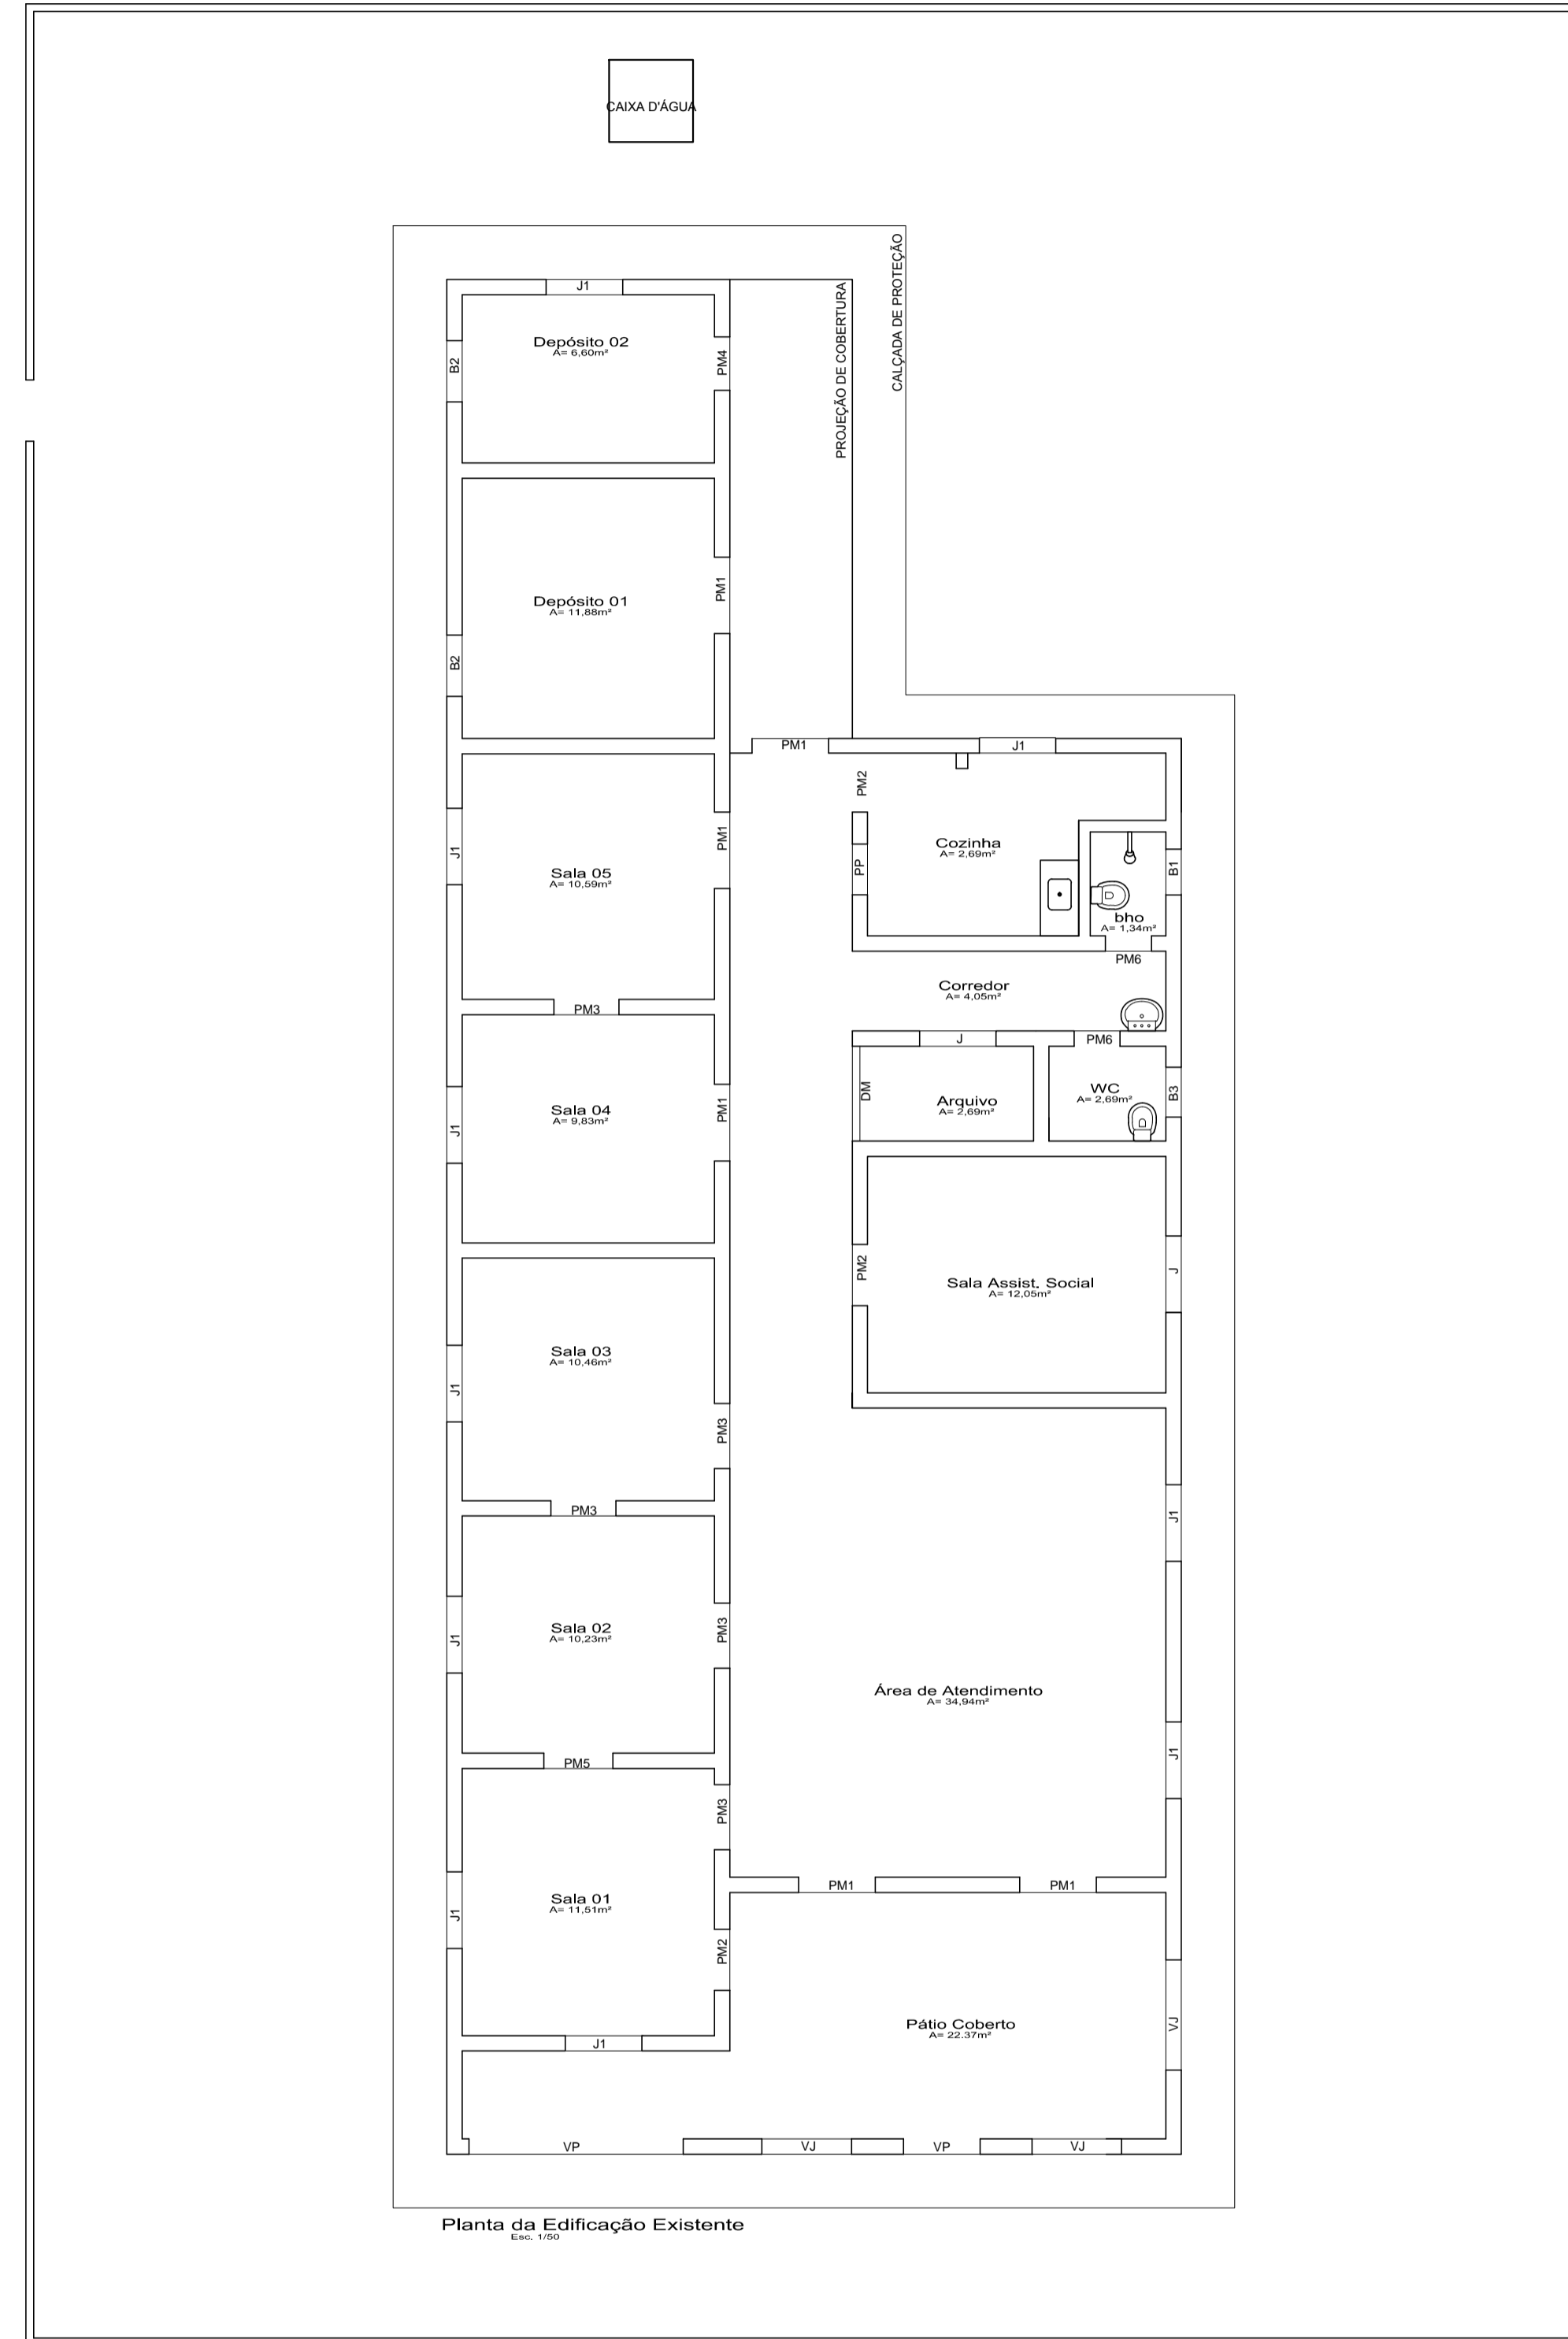 CAIXA D'ÁGUA
CALÇADA DE PROTEÇÃO
PROJEÇÃO DE COBERTURA
J1
Depósito 02
A= 6,60m²
B2
PM4
Depósito 01
A= 11,88m²
PM1
B2
PM1
J1
PM2
Cozinha
A= 2,69m²
PP
B1
J1
PM1
Sala 05
A= 10,59m²
bho
A= 1,34m²
PM6
Corredor
A= 4,05m²
PM3
J
PM6
DM
Arquivo
A= 2,69m²
WC
A= 2,69m²
B3
Sala 04
A= 9,83m²
PM1
J1
PM2
Sala Assist. Social
A= 12,05m²
J
Sala 03
A= 10,46m²
J1
PM3
PM3
J1
Sala 02
A= 10,23m²
J1
PM3
Área de Atendimento
A= 34,94m²
J1
PM5
PM3
PM1
PM1
Sala 01
A= 11,51m²
J1
PM2
Pátio Coberto
A= 22.37m²
VJ
J1
VP
VJ
VP
VJ
Planta da Edificação Existente
Esc. 1/50